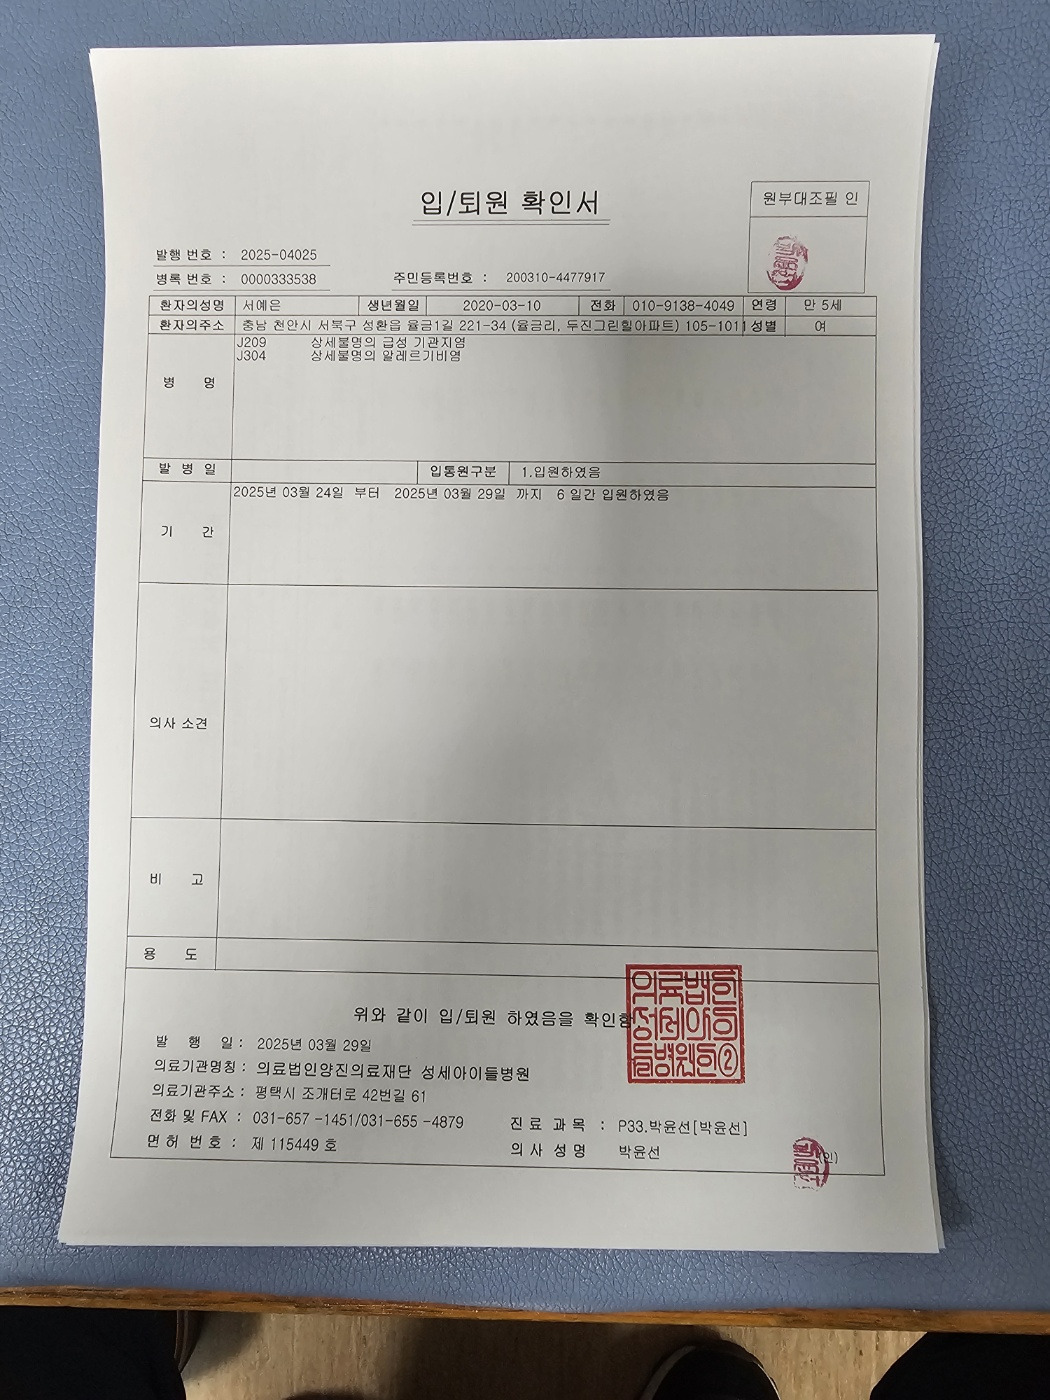 입/퇴원 확인서
원부대조필 인
발행 번호 : 2025-04025
병록 번호 : 0000333538 주민등록번호 : 200310-4477917
환자의성명 서예은 생년월일 2020-03-10 전화 010-9138-4049 연령 만 5세
환자의주소 충남 천안시 서북구 성환읍 율금1길 221-34 (율금리, 두진그린힐아파트) 105-1011 성별 여
병 명
J209 상세불명의 급성 기관지염
J304 상세불명의 알레르기비염
발 병 일 입통원구분 1.입원하였음
기 간
2025년 03월 24일 부터 2025년 03월 29일 까지 6 일간 입원하였음
의사 소견
비 고
용 도
위와 같이 입/퇴원 하였음을 확인함
의료법인
성세아이
들병원인②
발 행 일 : 2025년 03월 29일
의료기관명칭 : 의료법인양진의료재단 성세아이들병원
의료기관주소 : 평택시 조개터로 42번길 61
전화 및 FAX : 031-657 -1451/031-655 -4879 진 료 과 목 : P33.박윤선[박윤선]
면 허 번 호 : 제 115449 호 의 사 성 명 박윤선 (인)